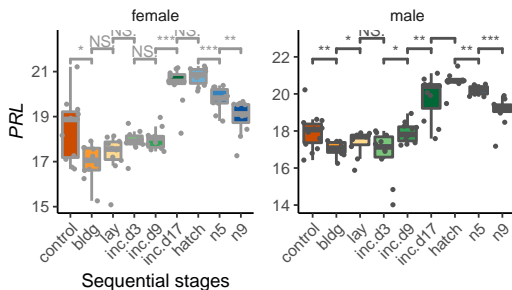 female
male
NS. NS.
NS.
* NS. NS. *** *** **
** * * ** ** ***
PRL
21
19
17
15
22
20
18
16
14
control
bldg
lay
inc.d3
inc.d9
inc.d17
hatch
n5
n9
control
bldg
lay
inc.d3
inc.d9
inc.d17
hatch
n5
n9
Sequential stages